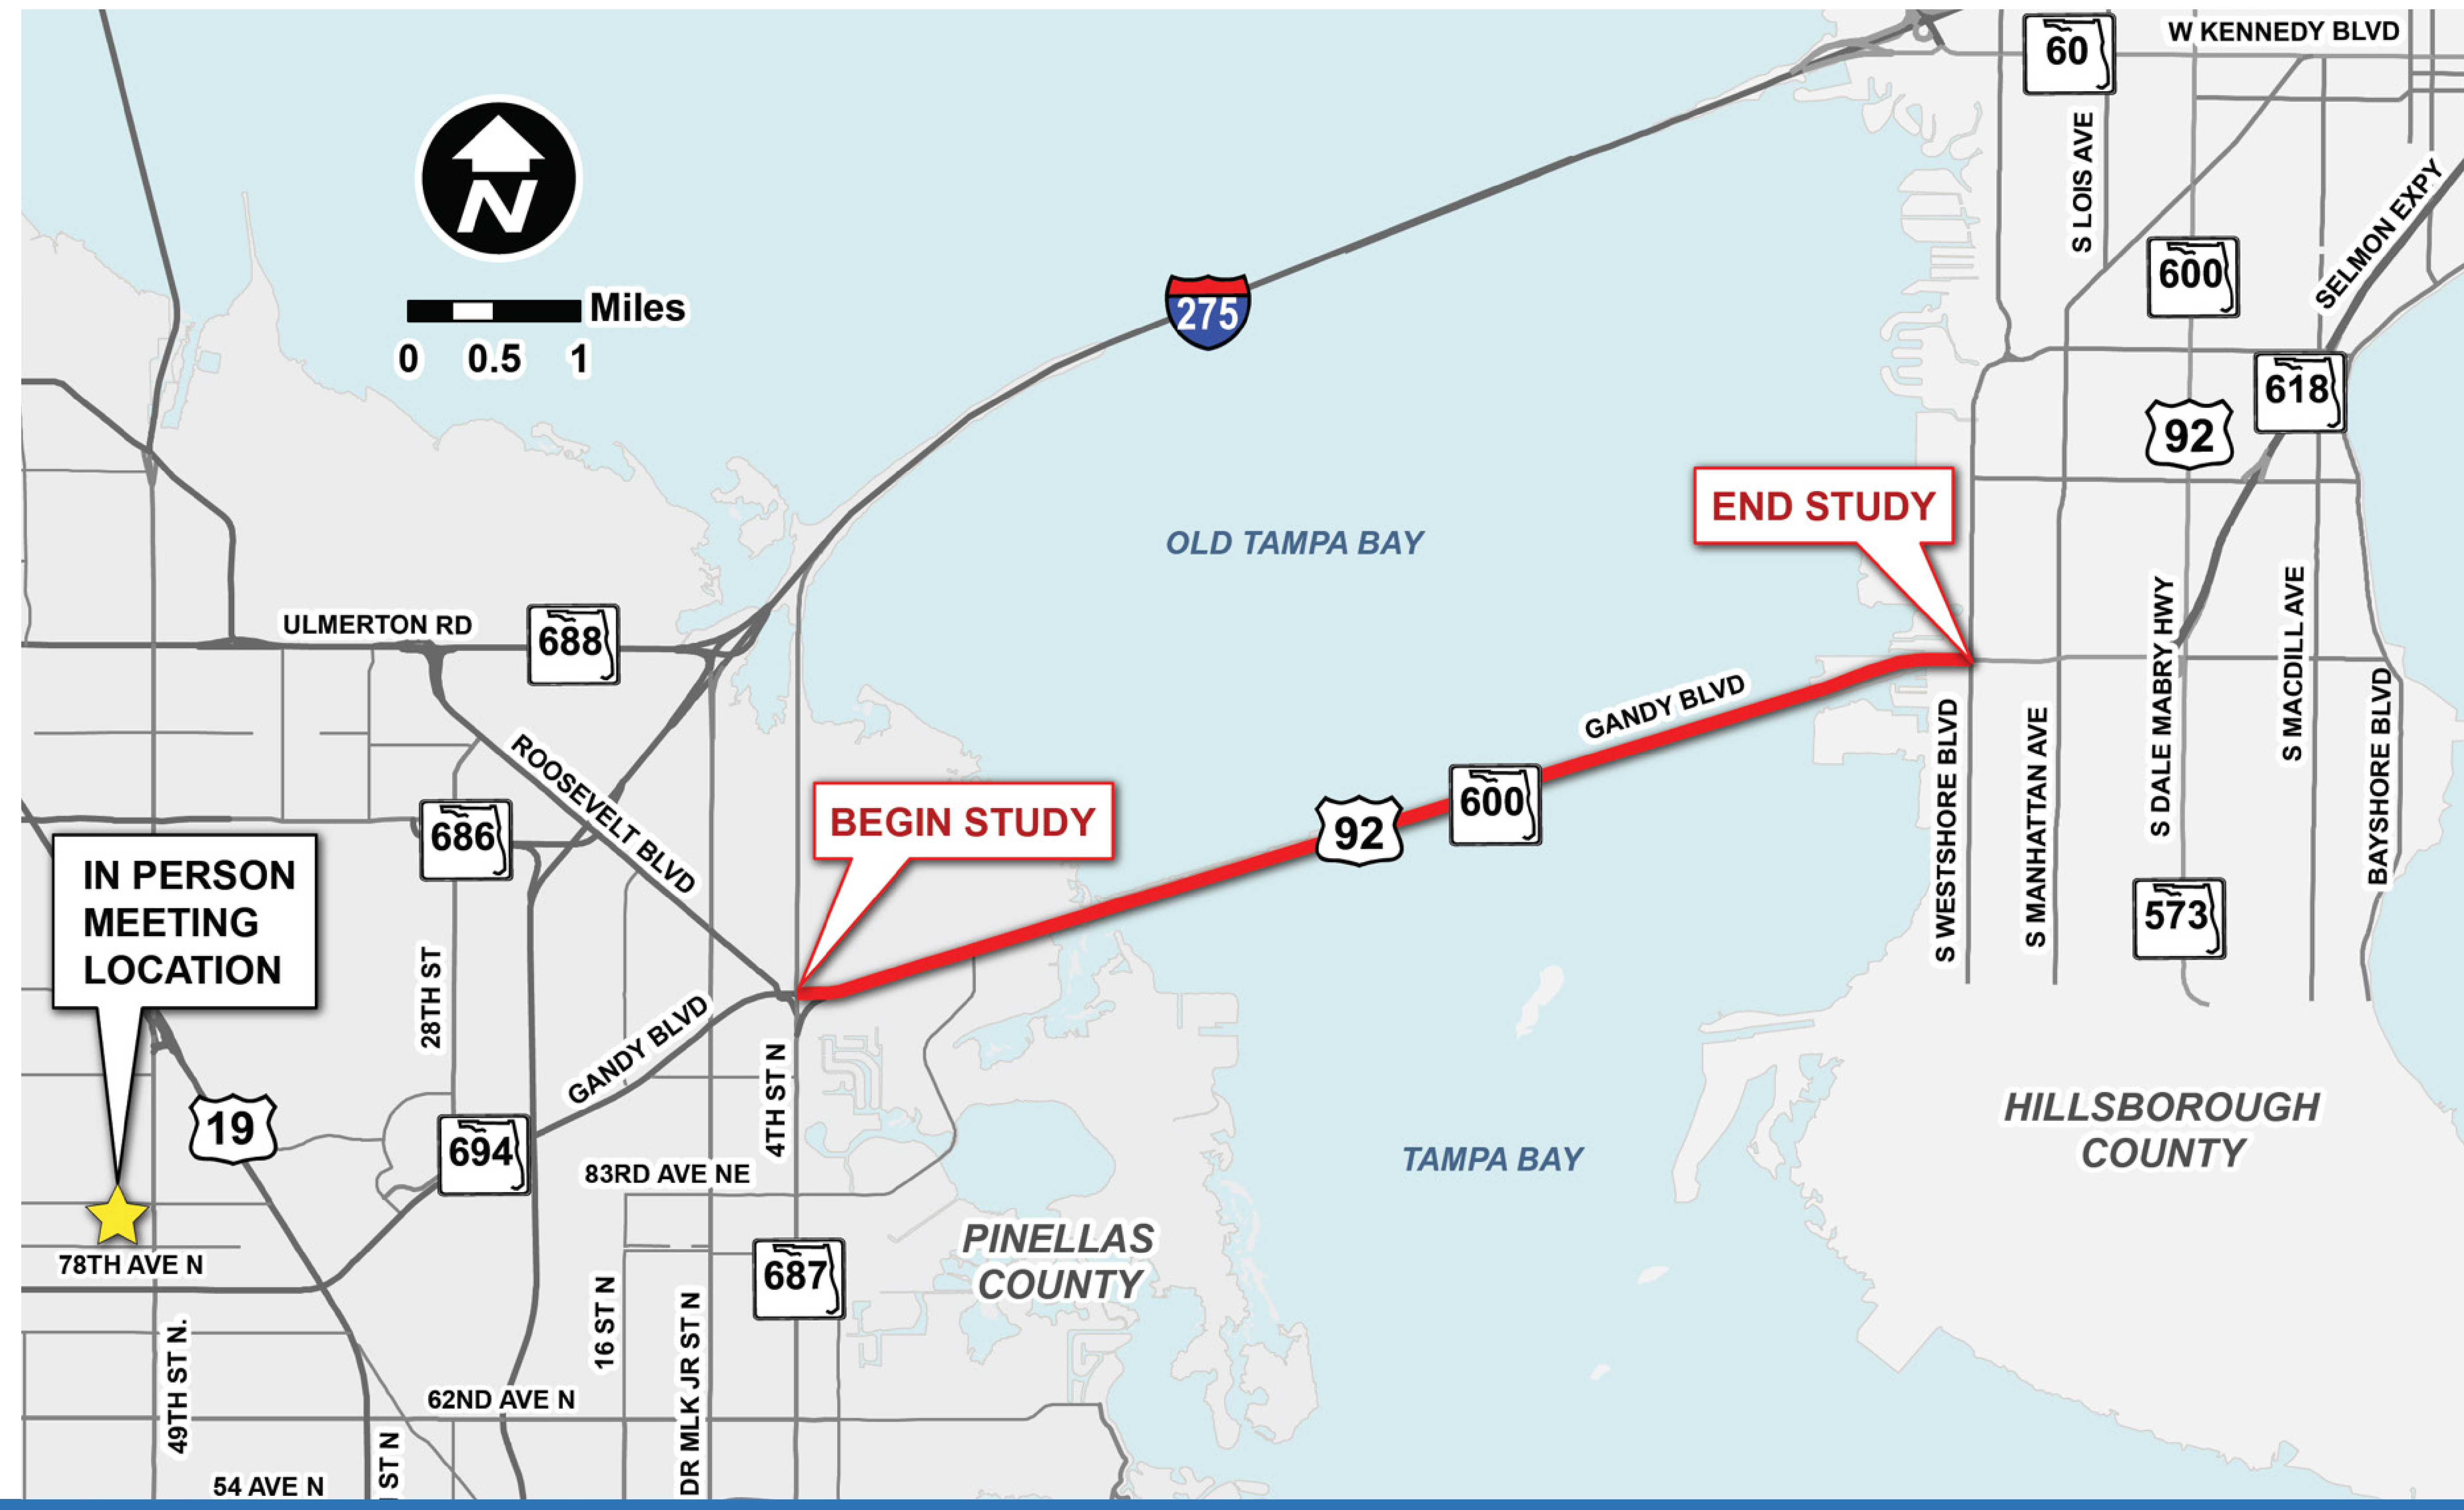 W KENNEDY BLVD
60
S LOIS AVE
N
SELMON EXPY
600
275
Miles
0 0.5 1
618
92
END STUDY
OLD TAMPA BAY
ULMERTON RD
688
GANDY BLVD
S WESTSHORE BLVD
S MANHATTAN AVE
S DALE MABRY HWY
S MACDILL AVE
BAYSHORE BLVD
ROOSEVELT BLVD
600
92
BEGIN STUDY
686
IN PERSON
MEETING
LOCATION
573
28TH ST
GANDY BLVD
4TH ST N
19
694
83RD AVE NE
TAMPA BAY
HILLSBOROUGH
COUNTY
PINELLAS
COUNTY
78TH AVE N
687
16 ST N
DR MLK JR ST N
49TH ST N.
62ND AVE N
ST N
54 AVE N